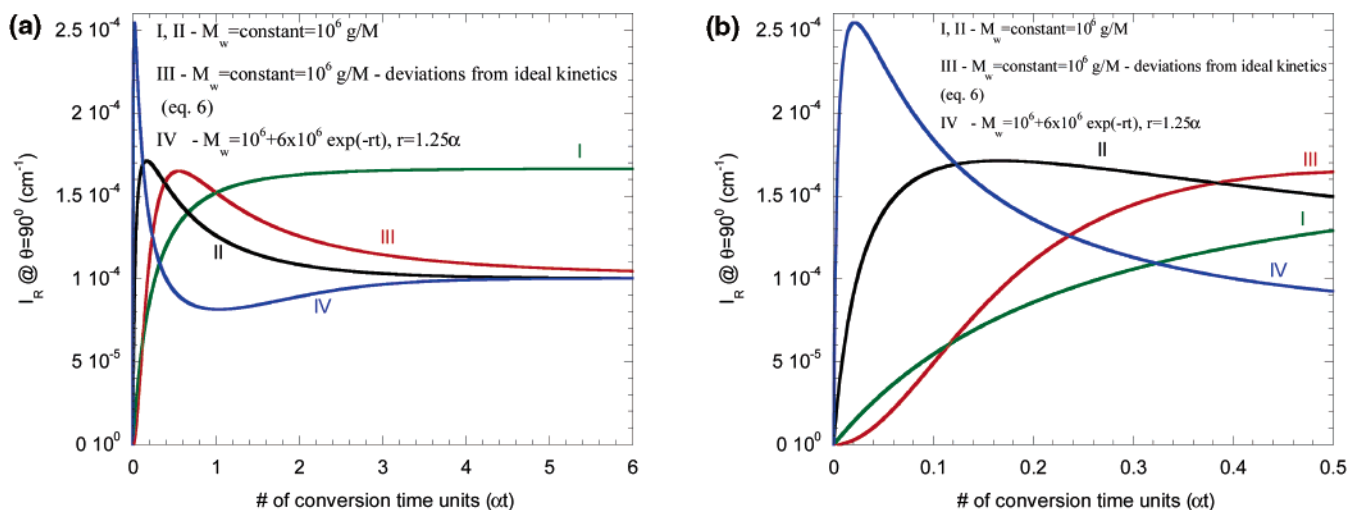 (a)
I, II - M_w=constant=10^6 g/M
III - M_w=constant=10^6 g/M - deviations from ideal kinetics
(eq. 6)
IV - M_w=10^6+6x10^6 exp(-rt), r=1.25α
I
II
III
IV
2.5 10^-4
2 10^-4
1.5 10^-4
1 10^-4
5 10^-5
0 10^0
I_R @ θ=90^0 (cm^-1)
0 1 2 3 4 5 6
# of conversion time units (αt)
(b)
I, II - M_w=constant=10^6 g/M
III - M_w=constant=10^6 g/M - deviations from ideal kinetics
(eq. 6)
IV - M_w=10^6+6x10^6 exp(-rt), r=1.25α
II
III
I
IV
2.5 10^-4
2 10^-4
1.5 10^-4
1 10^-4
5 10^-5
0 10^0
I_R @ θ=90^0 (cm^-1)
0 0.1 0.2 0.3 0.4 0.5
# of conversion time units (αt)